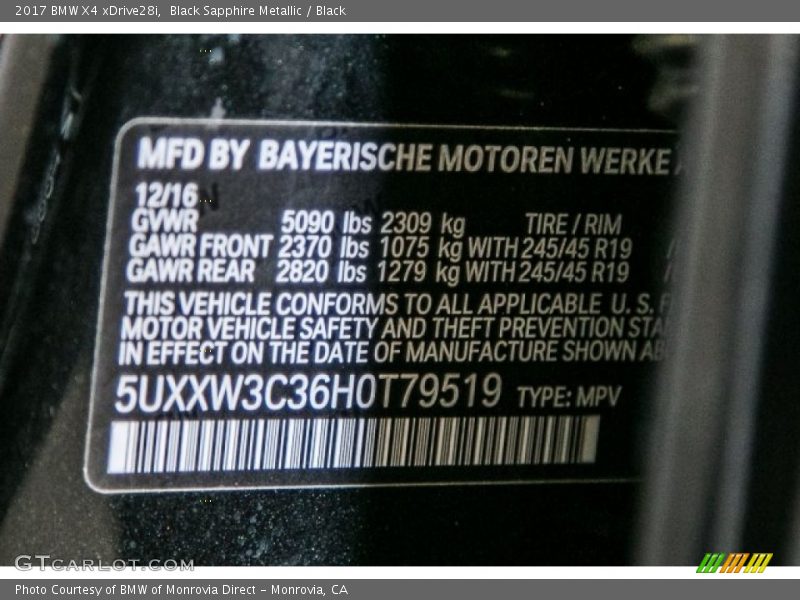 2017 BMW X4 xDrive28i, Black Sapphire Metallic / Black
MFD BY BAYERISCHE MOTOREN WERKE
12/16
GVWR 5090 lbs 2309 kg TIRE / RIM
GAWR FRONT 2370 lbs 1075 kg WITH 245/45 R19
GAWR REAR 2820 lbs 1279 kg WITH 245/45 R19
THIS VEHICLE CONFORMS TO ALL APPLICABLE U. S. F
MOTOR VEHICLE SAFETY AND THEFT PREVENTION STA
IN EFFECT ON THE DATE OF MANUFACTURE SHOWN AB
5UXXW3C36H0T79519 TYPE: MPV
GTCARLOT.COM
Photo Courtesy of BMW of Monrovia Direct - Monrovia, CA